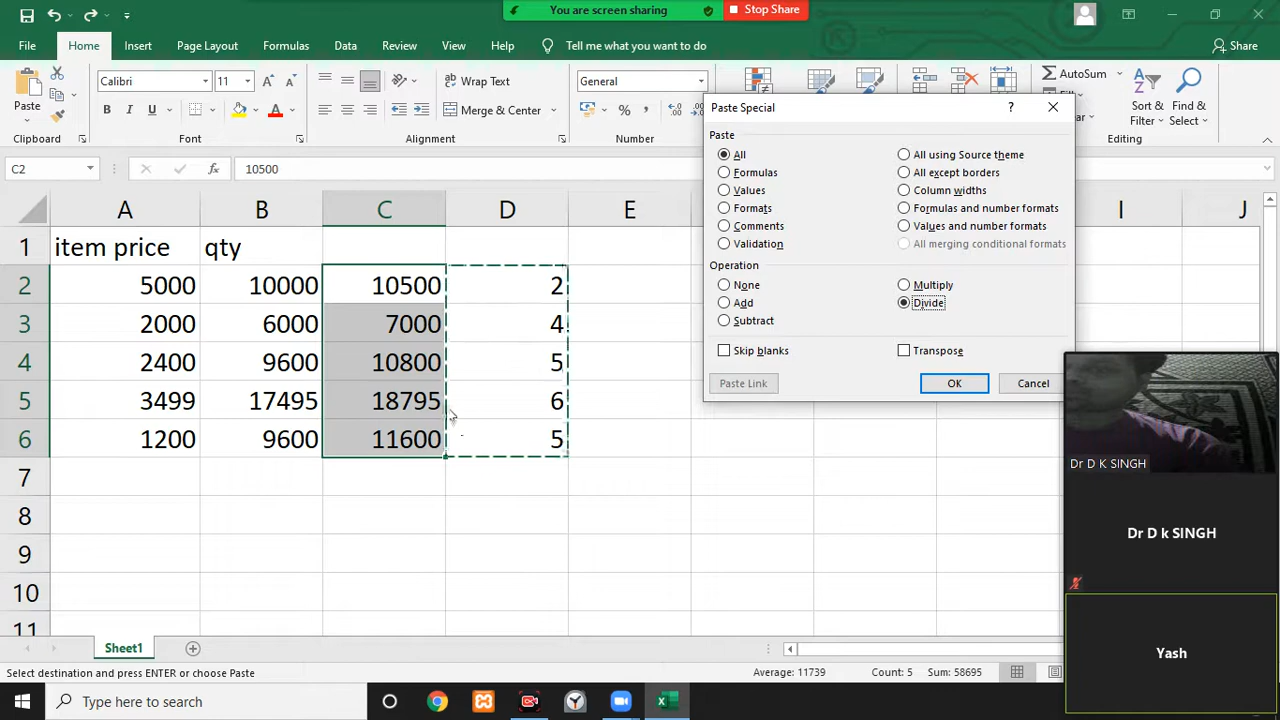 You are screen sharing
Stop Share
File
Home
Insert
Page Layout
Formulas
Data
Review
View
Help
Tell me what you want to do
Share
Paste
Clipboard
Calibri
11
B I U
A
Font
Wrap Text
Merge & Center
Alignment
General
%
Number
AutoSum
Sort & Filter
Find & Select
Editing
C2
fx
10500
A B C D E I J
1 item price qty
2 5000 10000 10500 2
3 2000 6000 7000 4
4 2400 9600 10800 5
5 3499 17495 18795 6
6 1200 9600 11600 5
7
8
9
10
11
Paste Special
?
Paste
All
All using Source theme
Formulas
All except borders
Values
Column widths
Formats
Formulas and number formats
Comments
Values and number formats
Validation
All merging conditional formats
Operation
None
Multiply
Add
Divide
Subtract
Skip blanks
Transpose
Paste Link
OK
Cancel
Dr D K SINGH
Dr D k SINGH
Yash
Sheet1
Select destination and press ENTER or choose Paste
Average: 11739
Count: 5
Sum: 58695
Type here to search